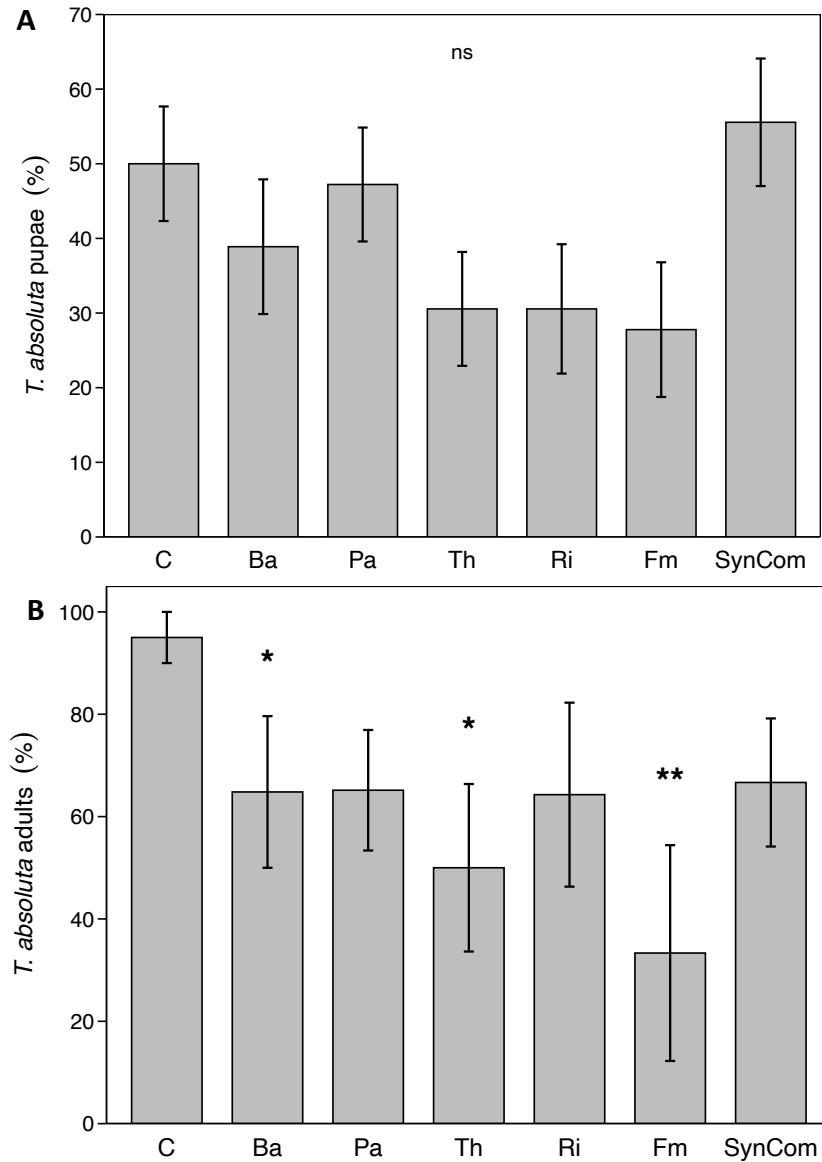 A
ns
T. absoluta pupae (%)
70
60
50
40
30
20
10
0
C Ba Pa Th Ri Fm SynCom
B
T. absoluta adults (%)
100
80
60
40
20
0
* * **
C Ba Pa Th Ri Fm SynCom